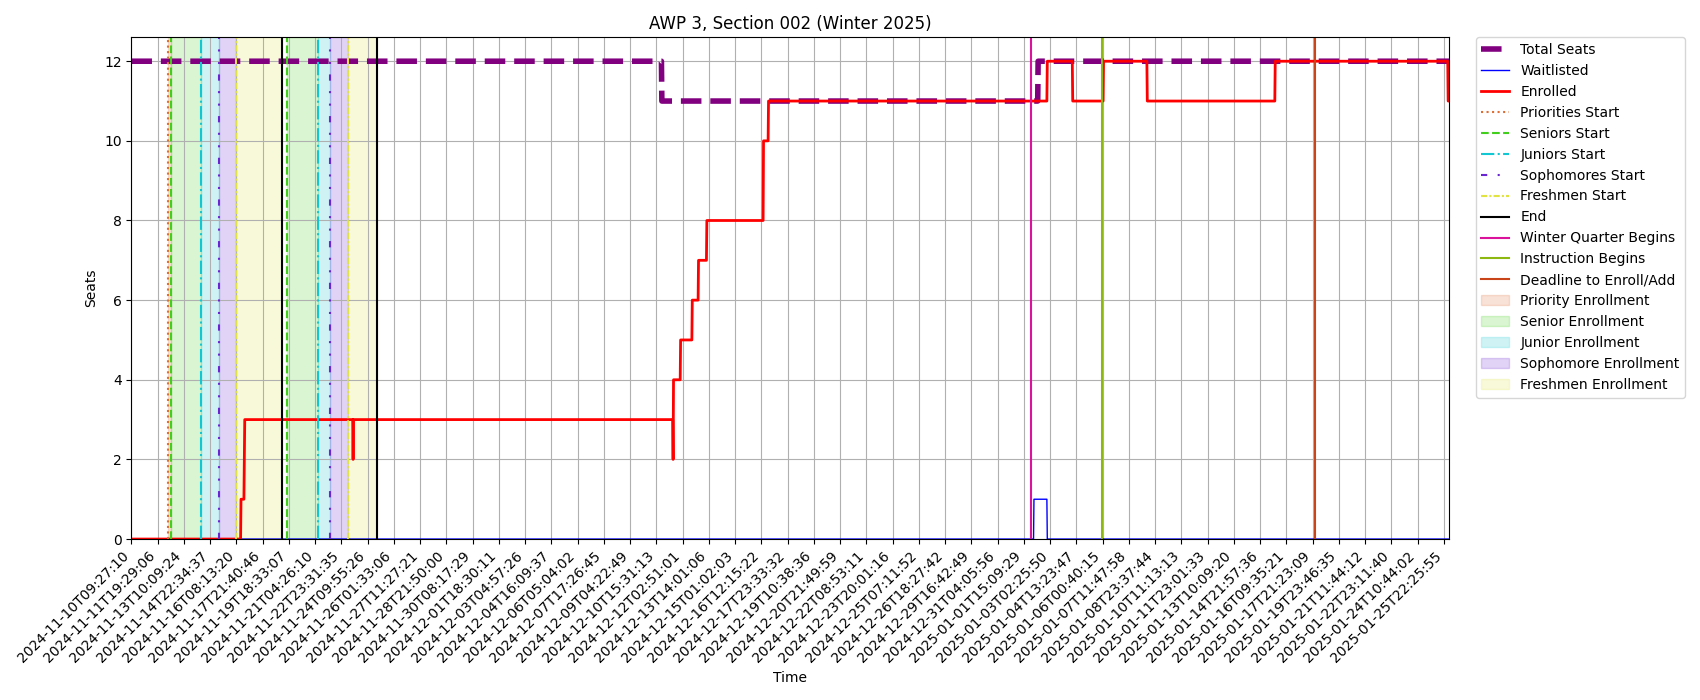 AWP 3, Section 002 (Winter 2025)
Seats
12
10
8
6
4
2
0
2024-11-10T09:27:10
2024-11-11T19:29:06
2024-11-13T10:09:24
2024-11-14T22:34:37
2024-11-16T08:13:20
2024-11-17T21:40:46
2024-11-19T18:33:07
2024-11-21T04:26:10
2024-11-22T23:31:35
2024-11-24T09:55:26
2024-11-26T01:33:06
2024-11-27T11:27:21
2024-11-28T21:50:00
2024-11-30T08:17:29
2024-12-01T18:30:11
2024-12-03T04:57:26
2024-12-04T16:09:37
2024-12-06T05:04:02
2024-12-07T17:26:45
2024-12-09T04:22:49
2024-12-10T15:31:13
2024-12-12T02:51:01
2024-12-13T14:01:06
2024-12-15T01:02:03
2024-12-16T12:15:22
2024-12-17T23:33:32
2024-12-19T10:38:36
2024-12-20T21:49:59
2024-12-22T08:53:11
2024-12-23T20:01:16
2024-12-25T07:11:52
2024-12-26T18:27:42
2024-12-29T16:42:49
2024-12-31T04:05:56
2025-01-01T15:09:29
2025-01-03T02:25:50
2025-01-04T13:23:47
2025-01-06T00:40:15
2025-01-07T11:47:58
2025-01-08T23:37:44
2025-01-10T11:13:13
2025-01-11T23:01:33
2025-01-13T10:09:20
2025-01-14T21:57:36
2025-01-16T09:35:21
2025-01-17T21:23:09
2025-01-19T23:46:35
2025-01-21T11:44:12
2025-01-22T23:11:40
2025-01-24T10:44:02
2025-01-25T22:25:55
Time
Total Seats
Waitlisted
Enrolled
Priorities Start
Seniors Start
Juniors Start
Sophomores Start
Freshmen Start
End
Winter Quarter Begins
Instruction Begins
Deadline to Enroll/Add
Priority Enrollment
Senior Enrollment
Junior Enrollment
Sophomore Enrollment
Freshmen Enrollment